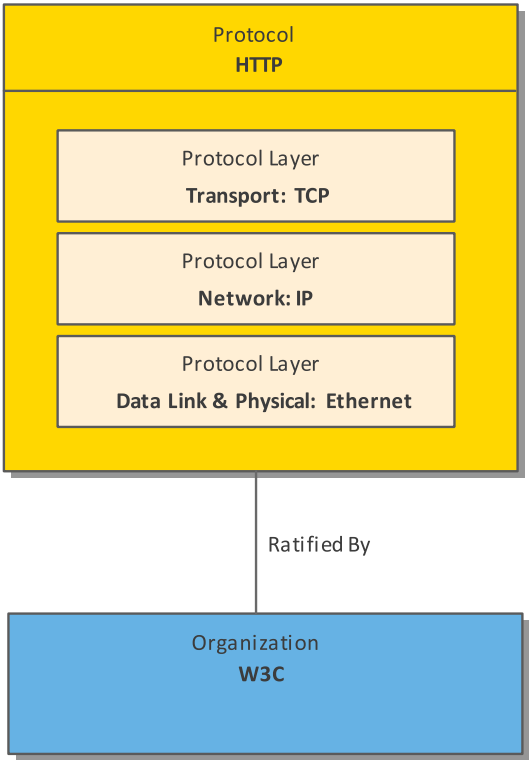 Protocol
HTTP
Protocol Layer
Transport: TCP
Protocol Layer
Network: IP
Protocol Layer
Data Link & Physical: Ethernet
Ratified By
Organization
W3C